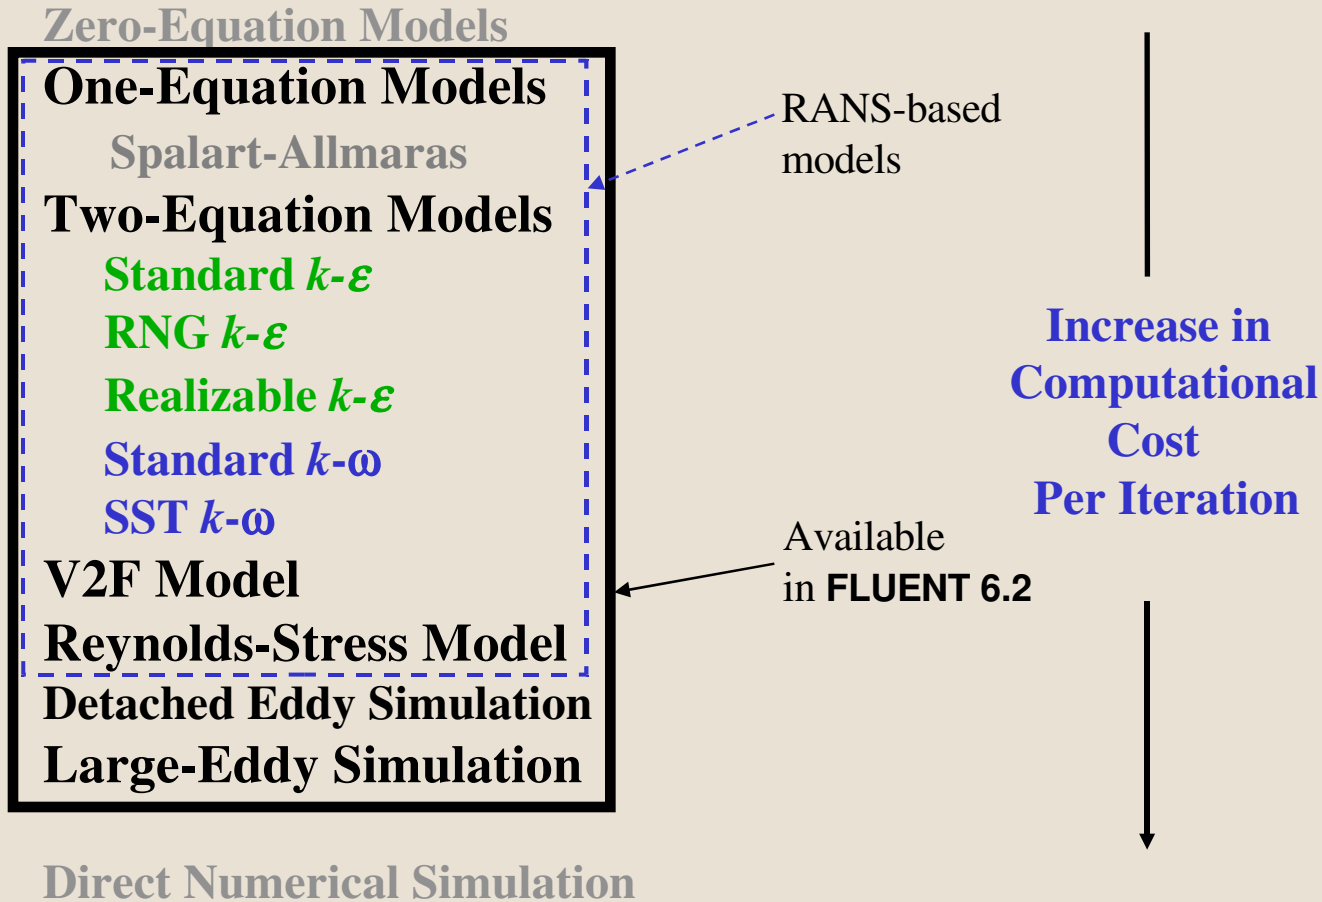 Zero-Equation Models
One-Equation Models
Spalart-Allmaras
Two-Equation Models
Standard k-ε
RNG k-ε
Realizable k-ε
Standard k-ω
SST k-ω
V2F Model
Reynolds-Stress Model
Detached Eddy Simulation
Large-Eddy Simulation
Direct Numerical Simulation
RANS-based
models
Available
in FLUENT 6.2
Increase in
Computational
Cost
Per Iteration